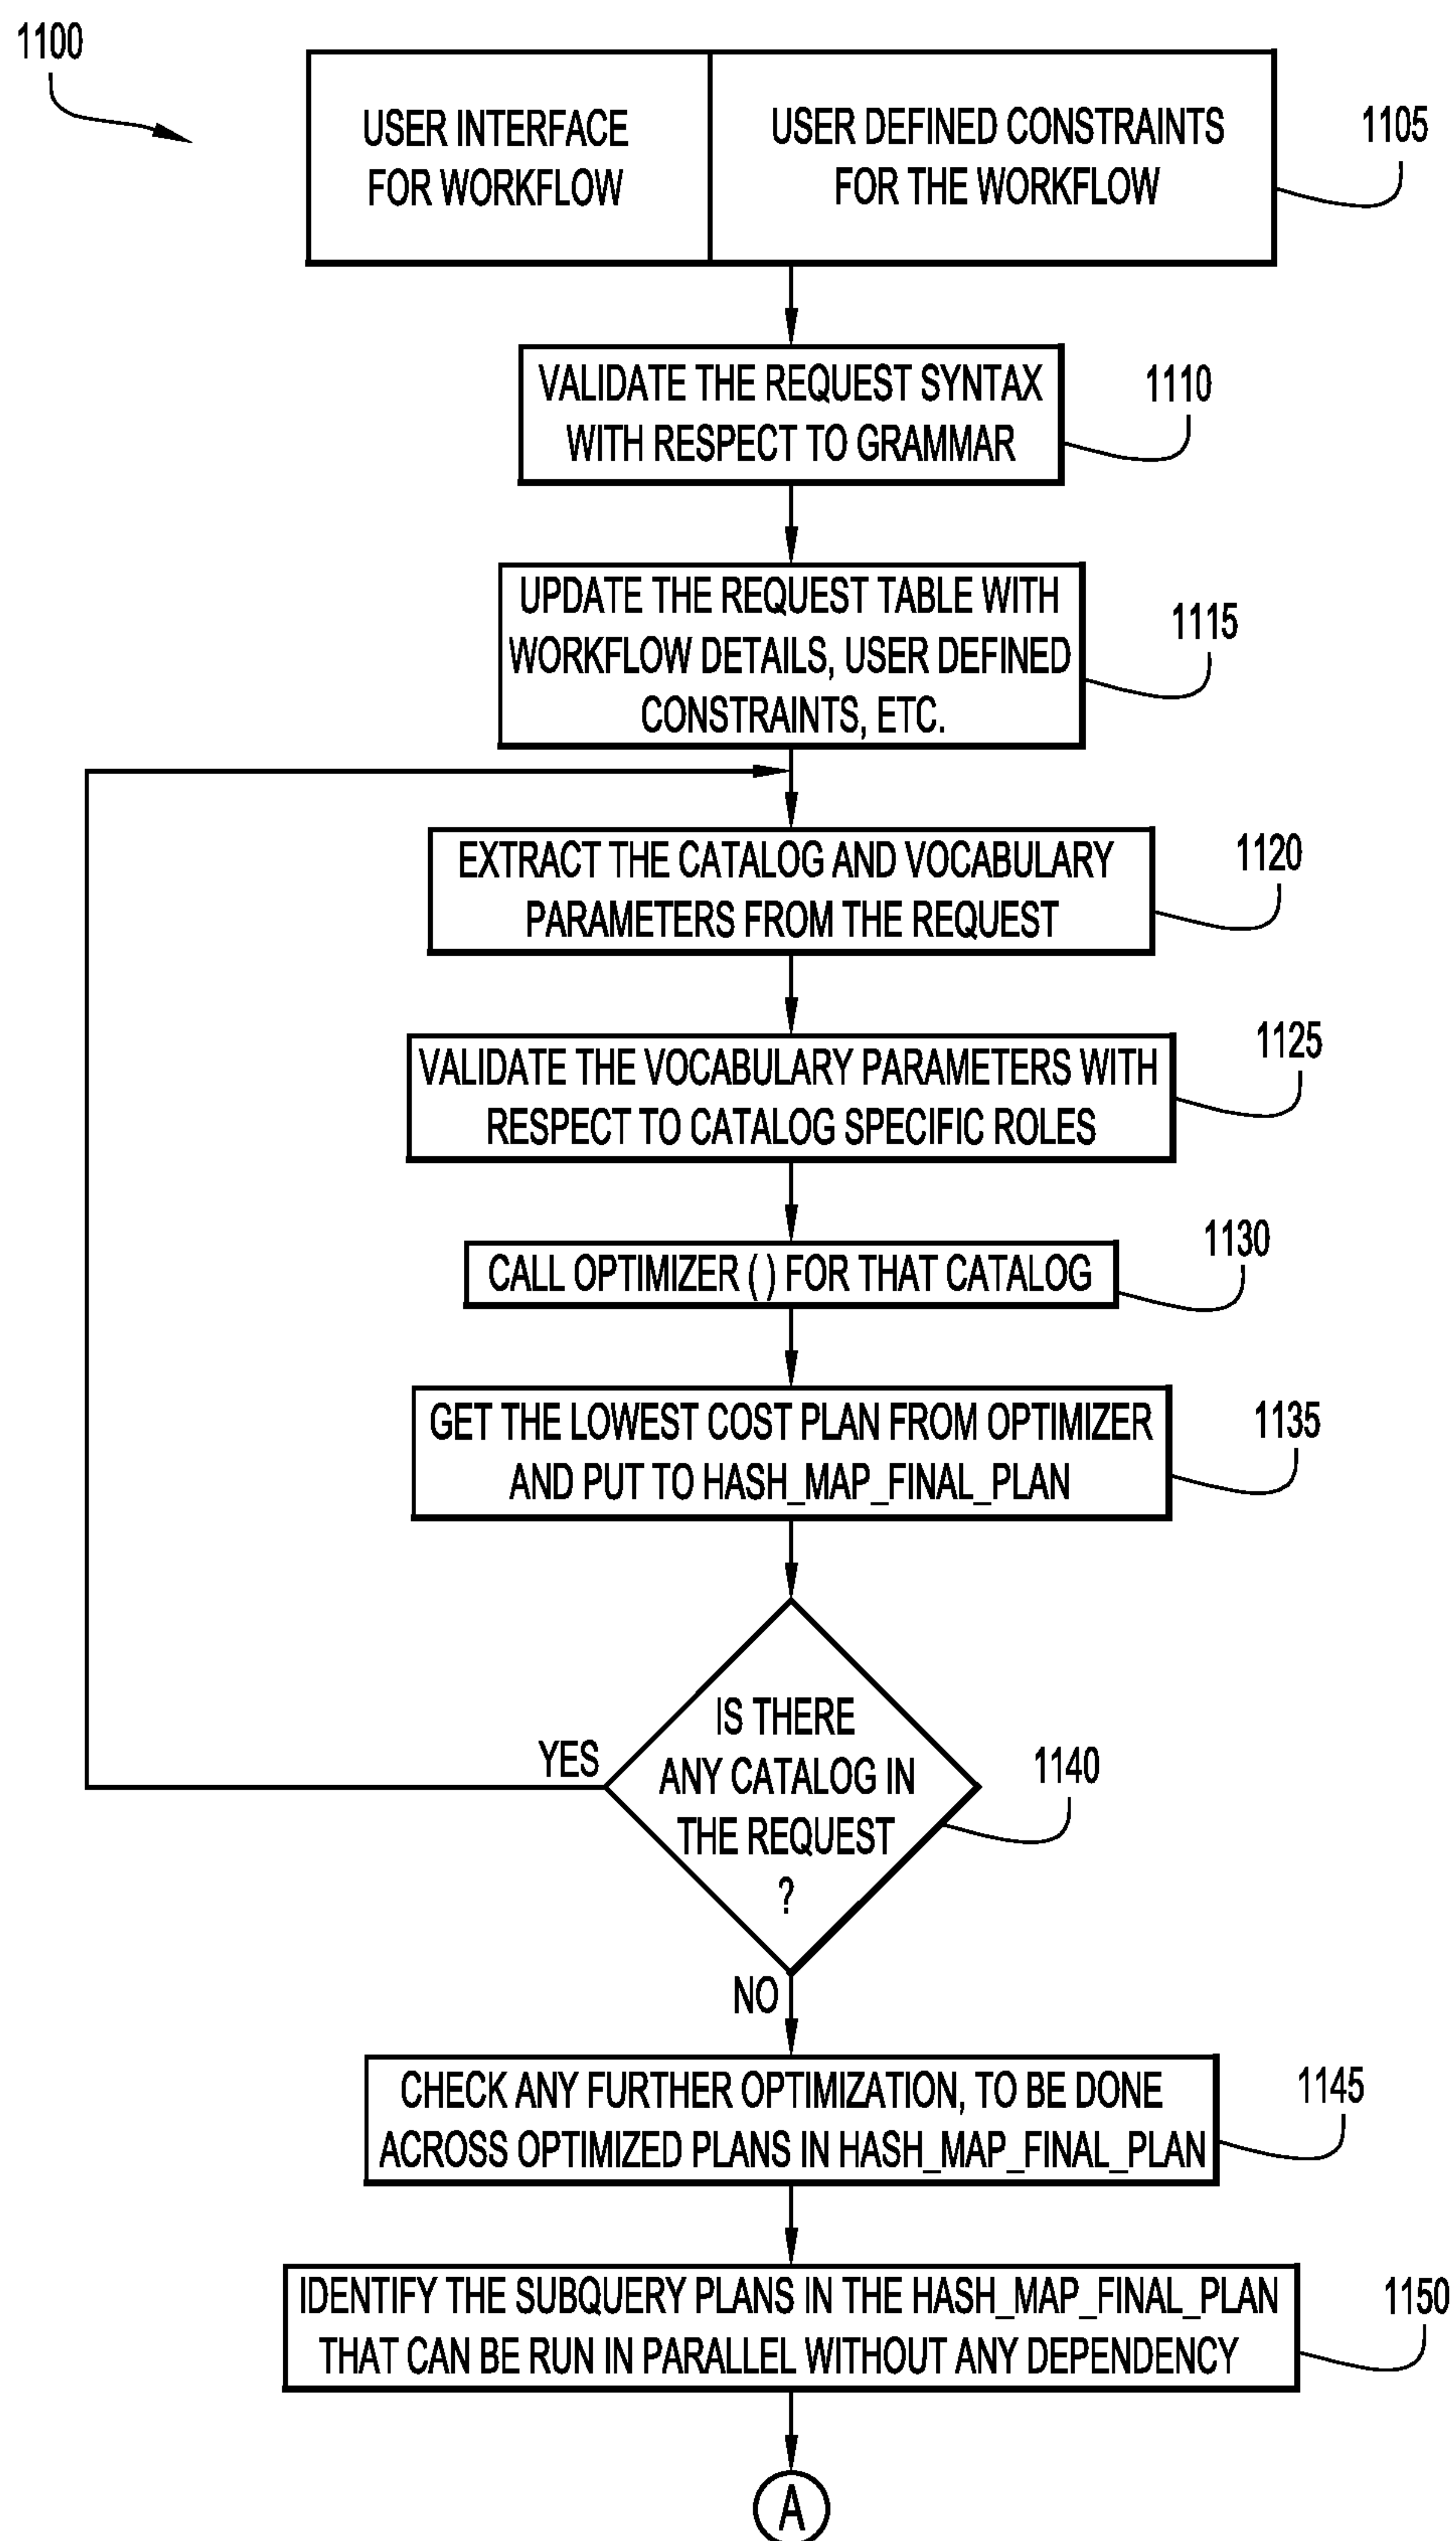 1100
USER INTERFACE
FOR WORKFLOW
USER DEFINED CONSTRAINTS
FOR THE WORKFLOW
1105
VALIDATE THE REQUEST SYNTAX
WITH RESPECT TO GRAMMAR
1110
UPDATE THE REQUEST TABLE WITH
WORKFLOW DETAILS, USER DEFINED
CONSTRAINTS, ETC.
1115
EXTRACT THE CATALOG AND VOCABULARY
PARAMETERS FROM THE REQUEST
1120
VALIDATE THE VOCABULARY PARAMETERS WITH
RESPECT TO CATALOG SPECIFIC ROLES
1125
CALL OPTIMIZER ( ) FOR THAT CATALOG
1130
GET THE LOWEST COST PLAN FROM OPTIMIZER
AND PUT TO HASH_MAP_FINAL_PLAN
1135
IS THERE
ANY CATALOG IN
THE REQUEST
?
1140
YES
NO
CHECK ANY FURTHER OPTIMIZATION, TO BE DONE
ACROSS OPTIMIZED PLANS IN HASH_MAP_FINAL_PLAN
1145
IDENTIFY THE SUBQUERY PLANS IN THE HASH_MAP_FINAL_PLAN
THAT CAN BE RUN IN PARALLEL WITHOUT ANY DEPENDENCY
1150
A